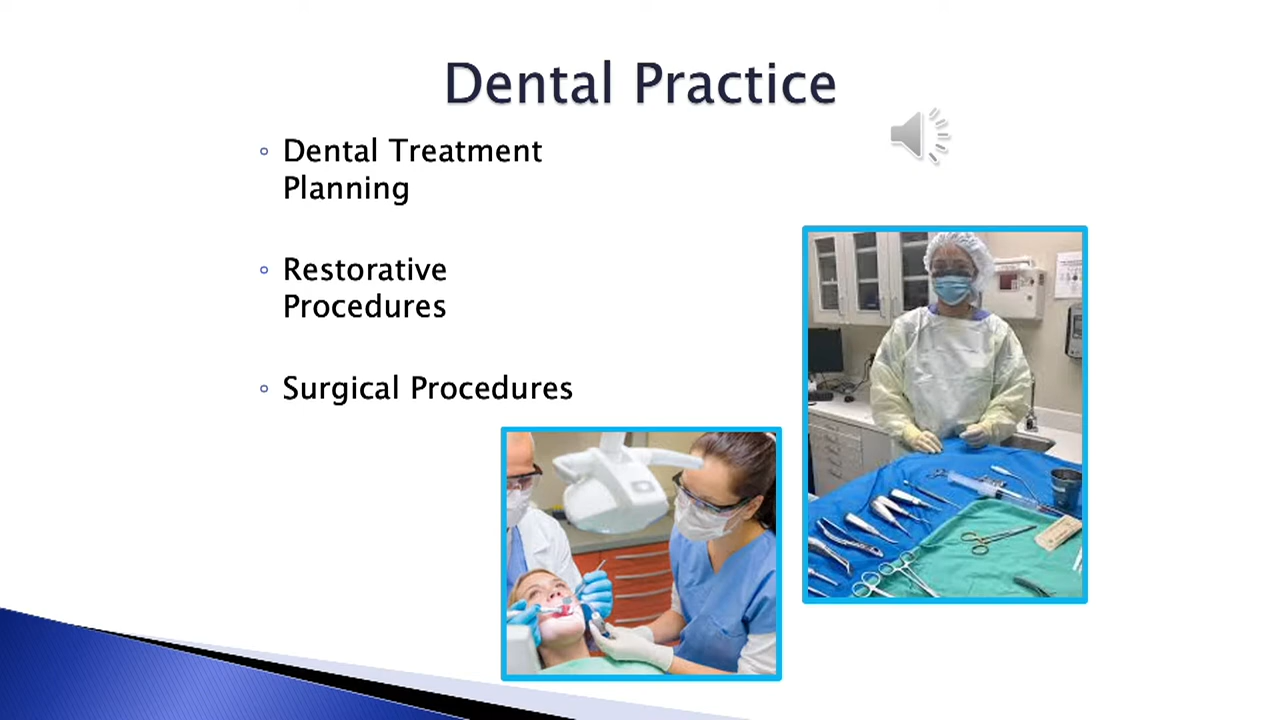 Dental Practice
Dental Treatment
Planning
Restorative
Procedures
Surgical Procedures